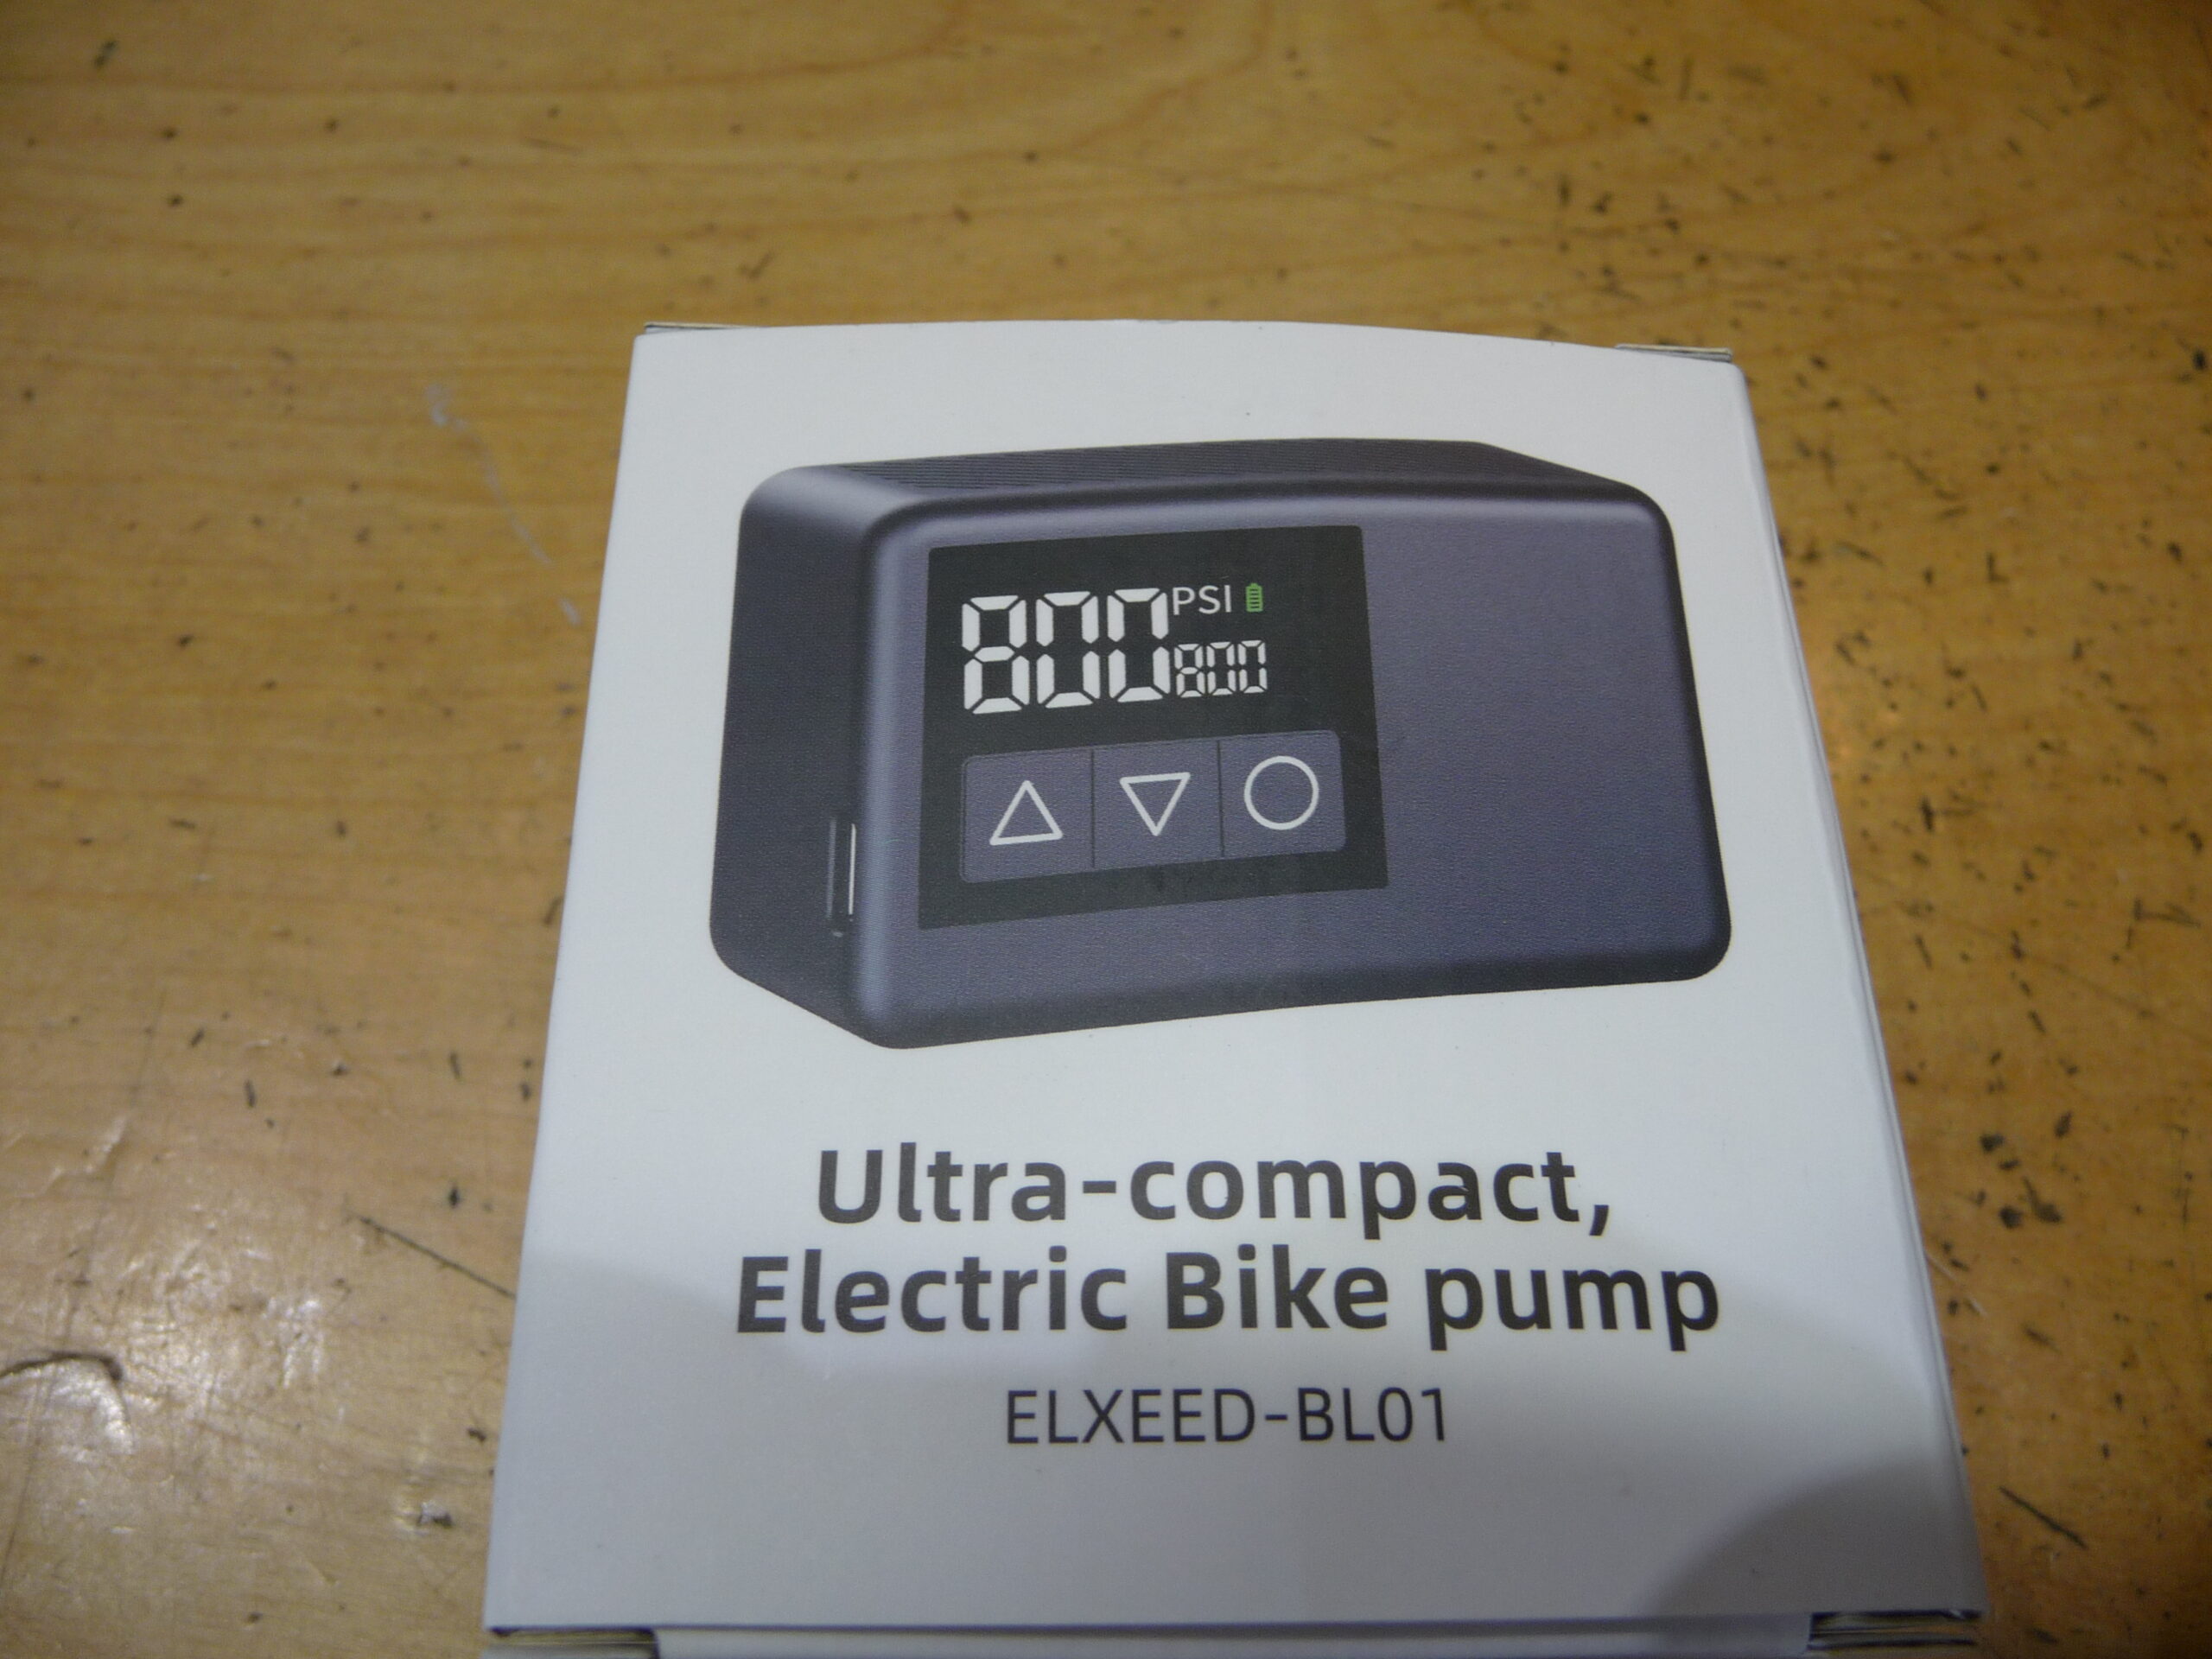 800 PSI
800
Ultra-compact,
Electric Bike pump
ELXEED-BL01